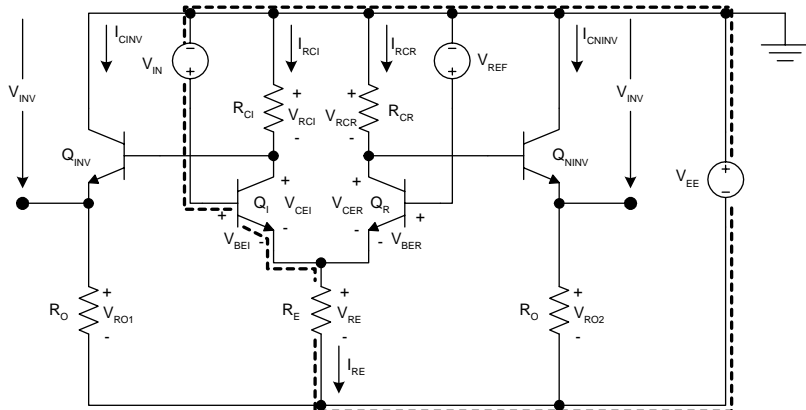 I_CINV
V_IN
I_RCI
I_RCR
V_REF
I_CNINV
V_INV
R_CI
+
V_RCI
-
+
V_RCR
-
R_CR
V_INV
Q_INV
Q_NINV
V_EE
+
-
-
+
-
+
Q_I
+
V_CEI
-
+
V_CER
-
Q_R
+
V_BEI
-
-
V_BER
+
R_O
+
V_RO1
-
R_E
+
V_RE
-
R_O
+
V_RO2
-
I_RE